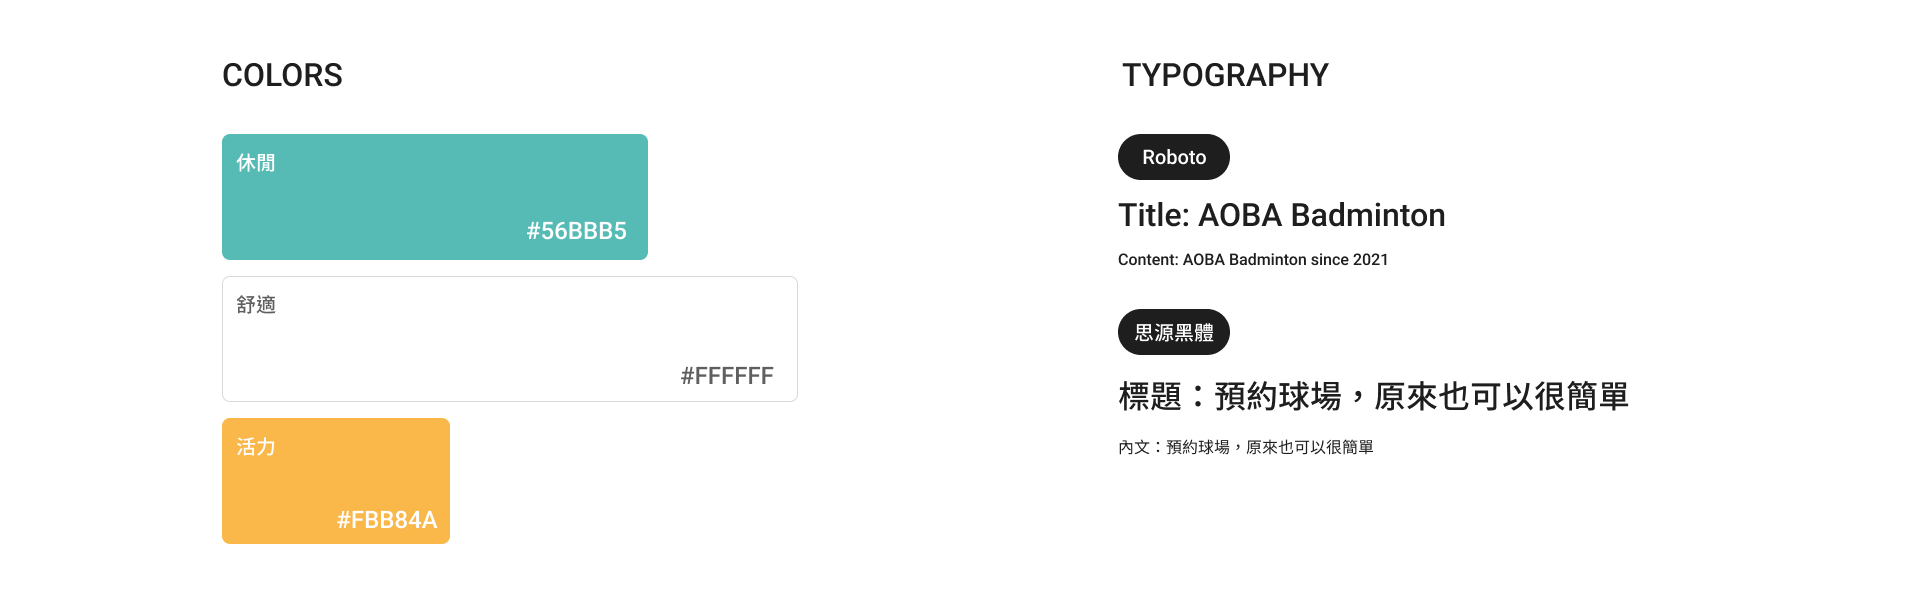 COLORS
休閒
#56BBB5
舒適
#FFFFFF
活力
#FBB84A
TYPOGRAPHY
Roboto
Title: AOBA Badminton
Content: AOBA Badminton since 2021
思源黑體
標題：預約球場，原來也可以很簡單
內文：預約球場，原來也可以很簡單